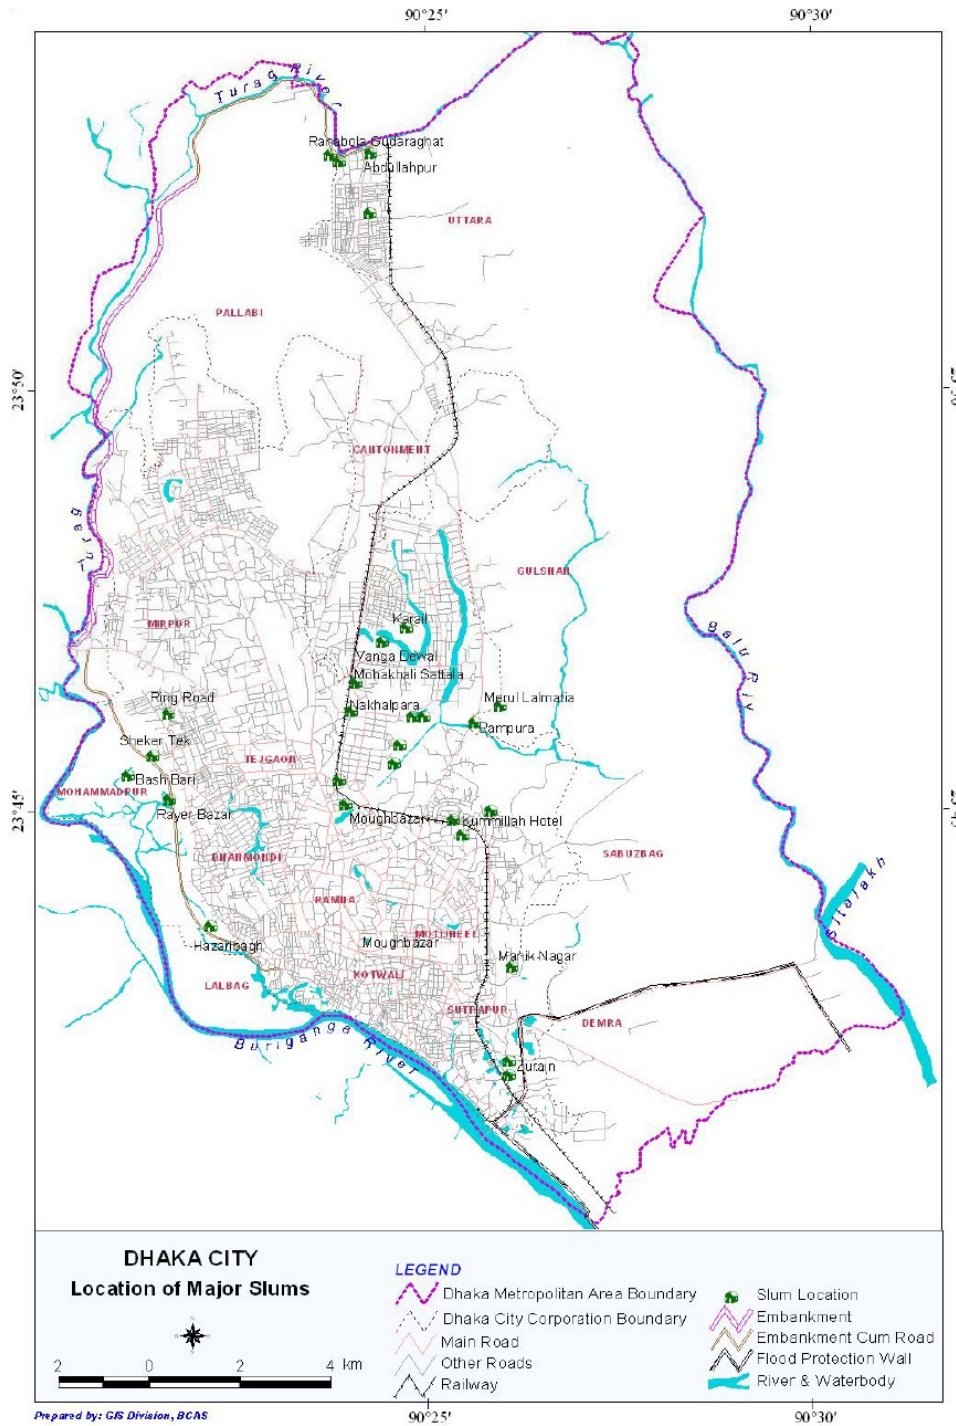 90°25'
90°30'
Turag River
Ranabola Gudaraghat
Abdullahpur
UTTARA
PALLABI
23°50'
CANTONMENT
Turag
GULSHAN
Karail
MIRPUR
Balu Riv
Vanga Dewal
Mohakhali Sattala
Ring Road
Nakhalpara
Merul Lalmatia
Rampura
Sheker Tek
TEJGAON
Bash Bari
MOHAMMADPUR
23°45'
Rayer Bazar
Moughbazar
Kummillah Hotel
DHANMONDI
SABUZBAG
Sitalakh
RAMNA
MOTIJHEEL
Hazaribagh
Moughbazar
Manik Nagar
KOTWALI
LALBAG
SUTRAPUR
DEMRA
Buriganga River
Zurain
DHAKA CITY
Location of Major Slums
2 0 2 4 km
LEGEND
Dhaka Metropolitan Area Boundary
Dhaka City Corporation Boundary
Main Road
Other Roads
Railway
Slum Location
Embankment
Embankment Cum Road
Flood Protection Wall
River & Waterbody
Prepared by: GIS Division, BCAS
90°25'
90°30'